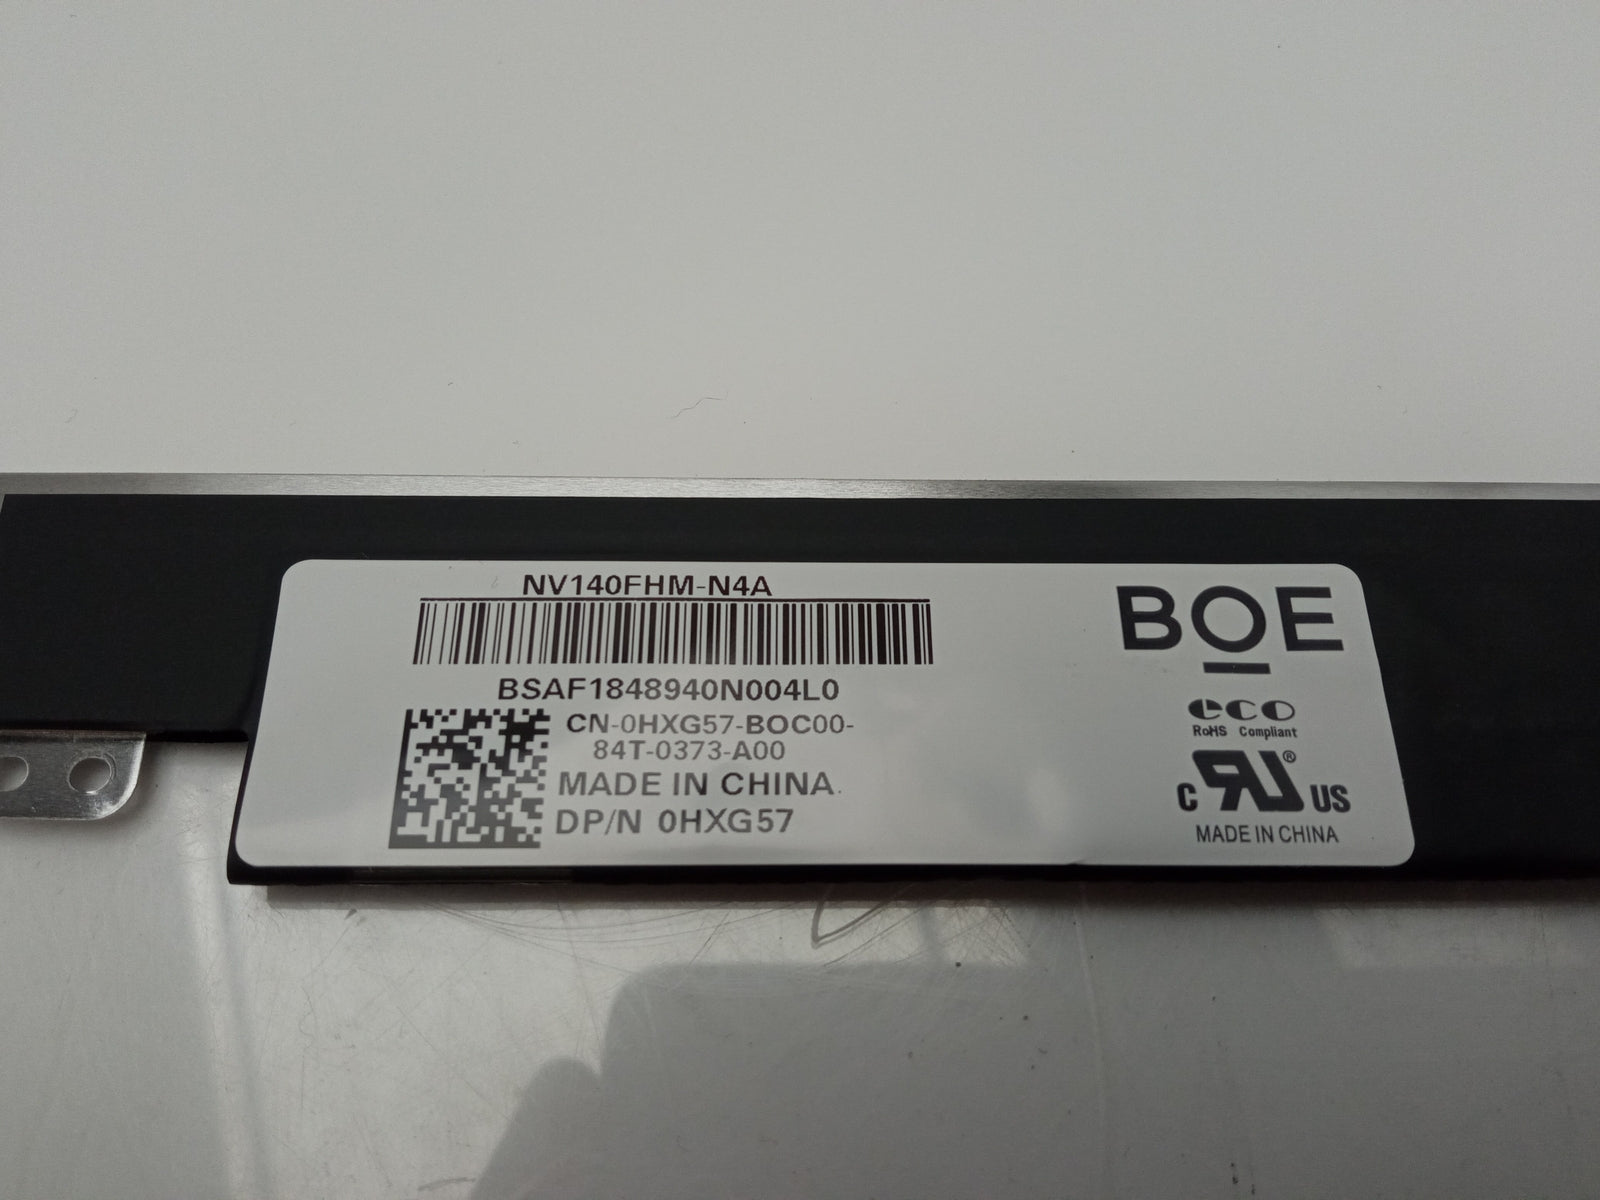 NV140FHM-N4A
BSAF1848940N004L0
CN-0HXG57-BOC00-
84T-0373-A00
MADE IN CHINA
DP/N 0HXG57
BOE
eco
RoHS Compliant
c RU ® US
MADE IN CHINA